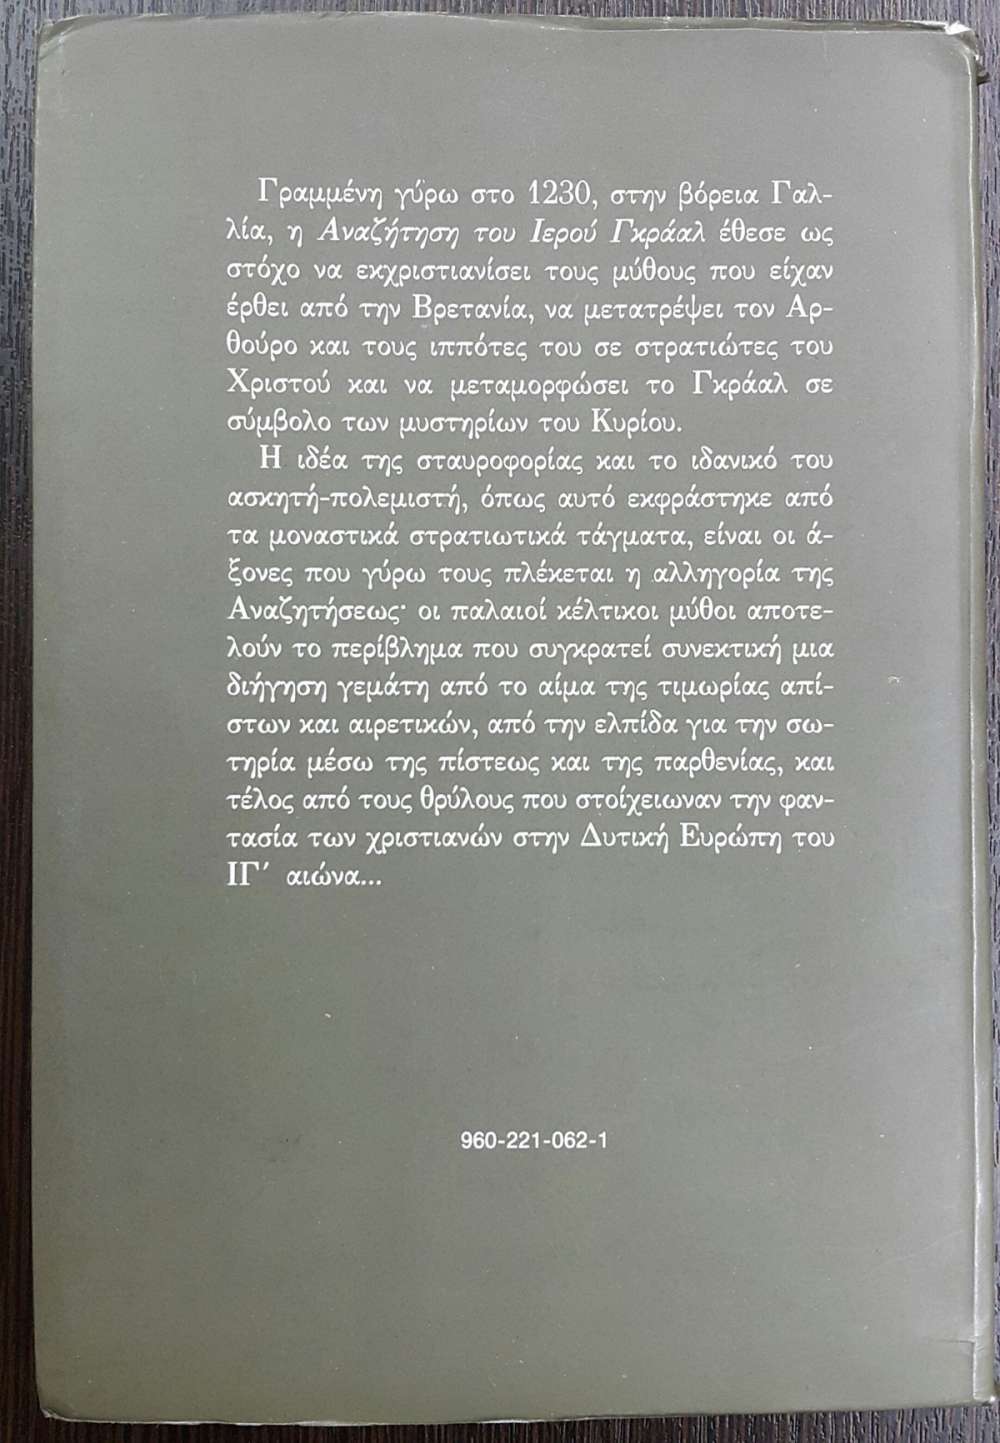 Γραμμένη γύρω στο 1230, στην βόρεια Γαλ-
λία, η Αναζήτηση του Ιερού Γκράαλ έθεσε ως
στόχο να εκχριστιανίσει τους μύθους που είχαν
έρθει από την Βρετανία, να μετατρέψει τον Αρ-
θούρο και τους ιππότες του σε στρατιώτες του
Χριστού και να μεταμορφώσει το Γκράαλ σε
σύμβολο των μυστηρίων του Κυρίου.
Η ιδέα της σταυροφορίας και το ιδανικό του
ασκητή-πολεμιστή, όπως αυτό εκφράστηκε από
τα μοναστικά στρατιωτικά τάγματα, είναι οι ά-
ξονες που γύρω τους πλέκεται η αλληγορία της
Αναζητήσεως· οι παλαιοί κέλτικοι μύθοι αποτε-
λούν το περίβλημα που συγκρατεί συνεκτική μια
διήγηση γεμάτη από το αίμα της τιμωρίας απί-
στων και αιρετικών, από την ελπίδα για την σω-
τηρία μέσω της πίστεως και της παρθενίας, και
τέλος από τους θρύλους που στοίχειωναν την φαν-
τασία των χριστιανών στην Δυτική Ευρώπη του
ΙΓ΄ αιώνα...
960-221-062-1